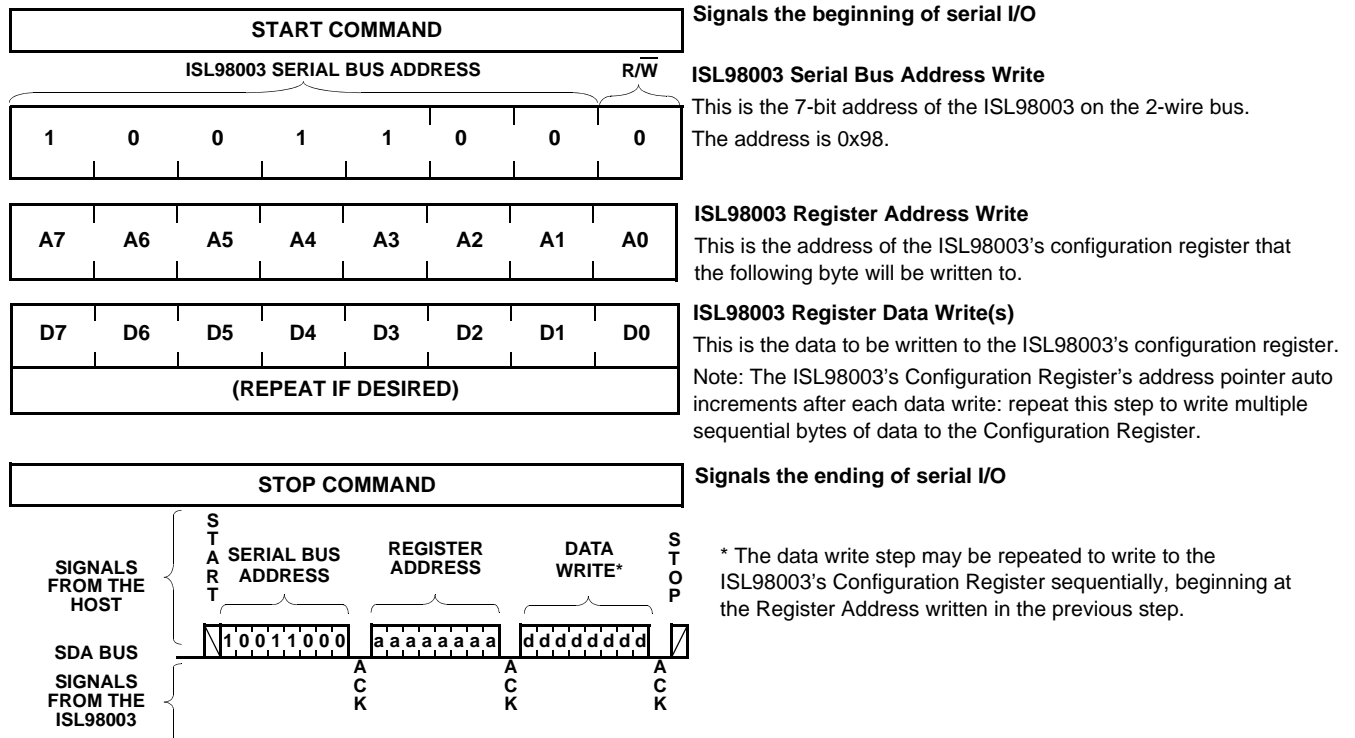 START COMMAND
Signals the beginning of serial I/O
ISL98003 SERIAL BUS ADDRESS R/W̅
ISL98003 Serial Bus Address Write
This is the 7-bit address of the ISL98003 on the 2-wire bus.
The address is 0x98.
1 0 0 1 1 0 0 0
ISL98003 Register Address Write
A7 A6 A5 A4 A3 A2 A1 A0
This is the address of the ISL98003's configuration register that
the following byte will be written to.
ISL98003 Register Data Write(s)
D7 D6 D5 D4 D3 D2 D1 D0
This is the data to be written to the ISL98003's configuration register.
(REPEAT IF DESIRED)
Note: The ISL98003's Configuration Register's address pointer auto
increments after each data write: repeat this step to write multiple
sequential bytes of data to the Configuration Register.
STOP COMMAND
Signals the ending of serial I/O
SIGNALS
FROM THE
HOST
START
SERIAL BUS
ADDRESS
REGISTER
ADDRESS
DATA
WRITE*
STOP
* The data write step may be repeated to write to the
ISL98003's Configuration Register sequentially, beginning at
the Register Address written in the previous step.
SDA BUS
1 0 0 1 1 0 0 0 a a a a a a a a d d d d d d d d
SIGNALS
FROM THE
ISL98003
ACK
ACK
ACK